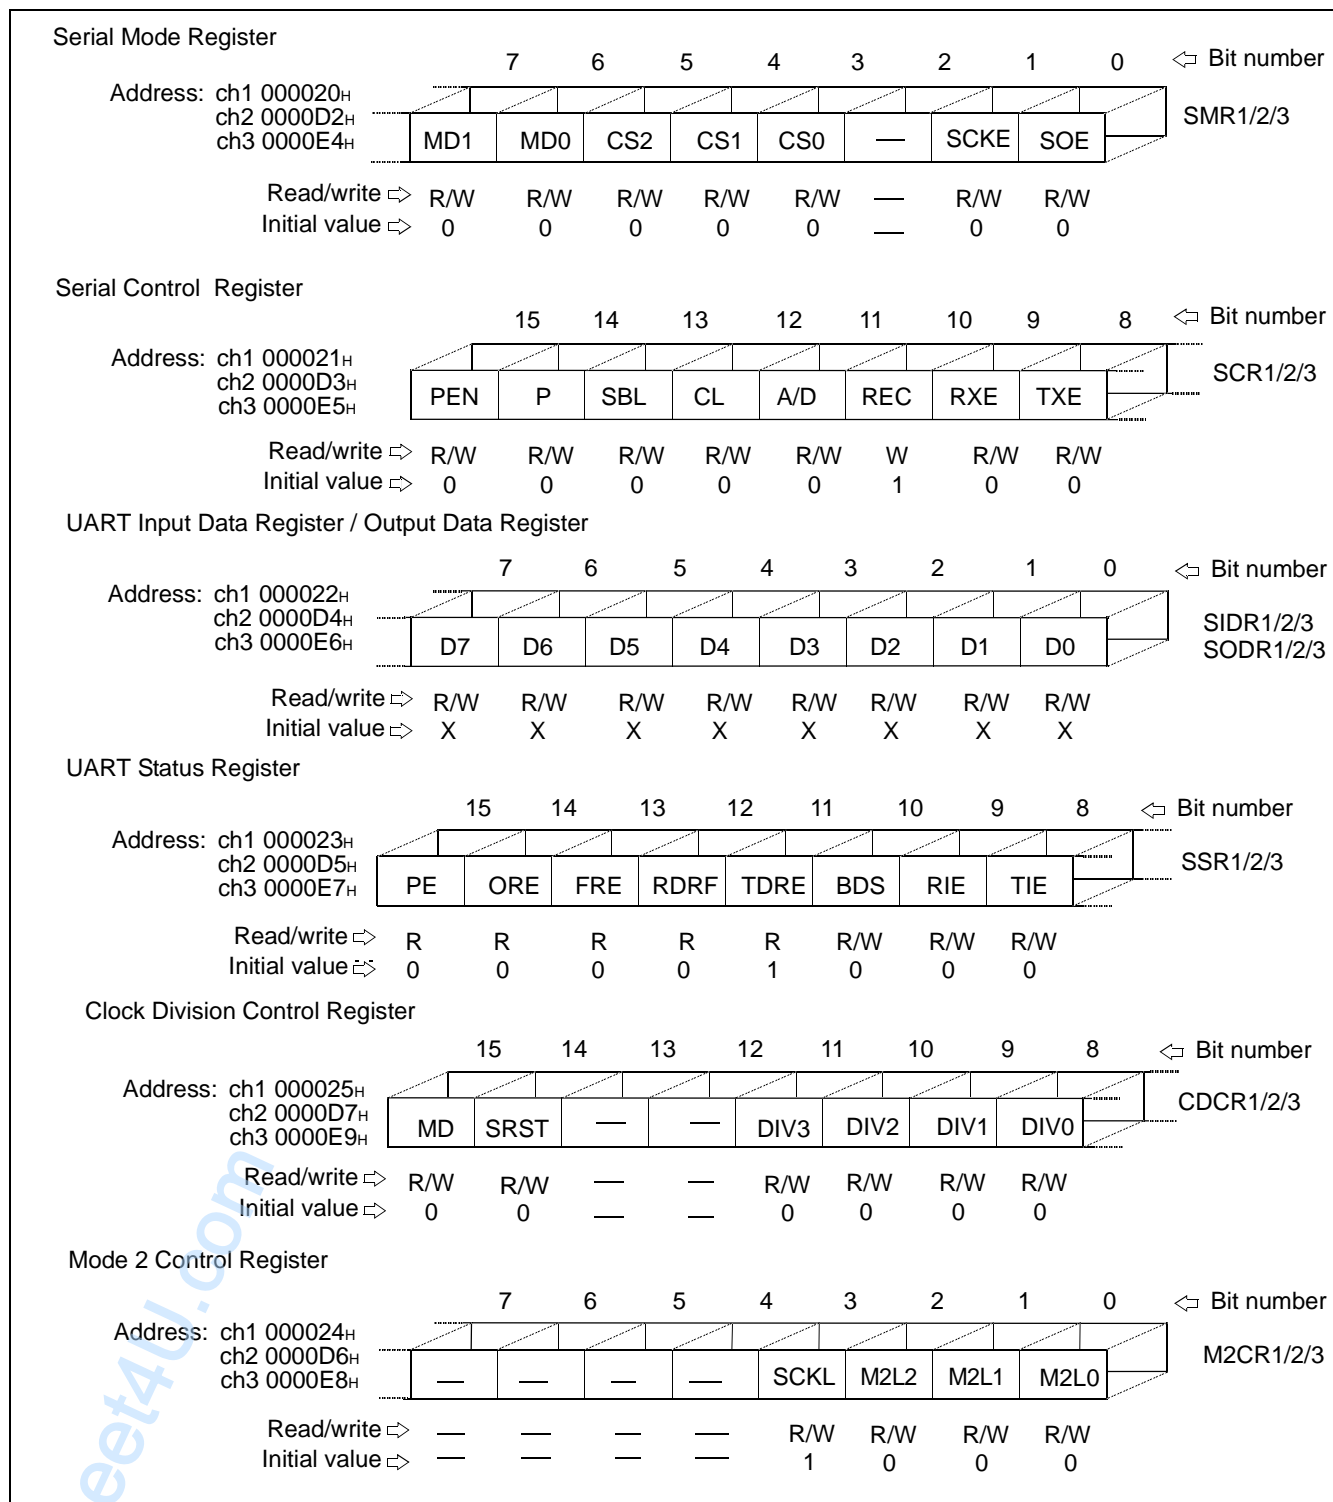 Serial Mode Register
7 6 5 4 3 2 1 0 ⇦ Bit number
Address: ch1 000020H
ch2 0000D2H
ch3 0000E4H
SMR1/2/3
MD1 MD0 CS2 CS1 CS0 — SCKE SOE
Read/write ⇨ R/W R/W R/W R/W R/W — R/W R/W
Initial value ⇨ 0 0 0 0 0 — 0 0
Serial Control Register
15 14 13 12 11 10 9 8 ⇦ Bit number
Address: ch1 000021H
ch2 0000D3H
ch3 0000E5H
SCR1/2/3
PEN P SBL CL A/D REC RXE TXE
Read/write ⇨ R/W R/W R/W R/W R/W W R/W R/W
Initial value ⇨ 0 0 0 0 0 1 0 0
UART Input Data Register / Output Data Register
7 6 5 4 3 2 1 0 ⇦ Bit number
Address: ch1 000022H
ch2 0000D4H
ch3 0000E6H
SIDR1/2/3
SODR1/2/3
D7 D6 D5 D4 D3 D2 D1 D0
Read/write ⇨ R/W R/W R/W R/W R/W R/W R/W R/W
Initial value ⇨ X X X X X X X X
UART Status Register
15 14 13 12 11 10 9 8 ⇦ Bit number
Address: ch1 000023H
ch2 0000D5H
ch3 0000E7H
SSR1/2/3
PE ORE FRE RDRF TDRE BDS RIE TIE
Read/write ⇨ R R R R R R/W R/W R/W
Initial value ⇨ 0 0 0 0 1 0 0 0
Clock Division Control Register
15 14 13 12 11 10 9 8 ⇦ Bit number
Address: ch1 000025H
ch2 0000D7H
ch3 0000E9H
CDCR1/2/3
MD SRST — — DIV3 DIV2 DIV1 DIV0
Read/write ⇨ R/W R/W — — R/W R/W R/W R/W
Initial value ⇨ 0 0 — — 0 0 0 0
Mode 2 Control Register
7 6 5 4 3 2 1 0 ⇦ Bit number
Address: ch1 000024H
ch2 0000D6H
ch3 0000E8H
M2CR1/2/3
— — — — SCKL M2L2 M2L1 M2L0
Read/write ⇨ — — — — R/W R/W R/W R/W
Initial value ⇨ — — — — 1 0 0 0
eet4U.com